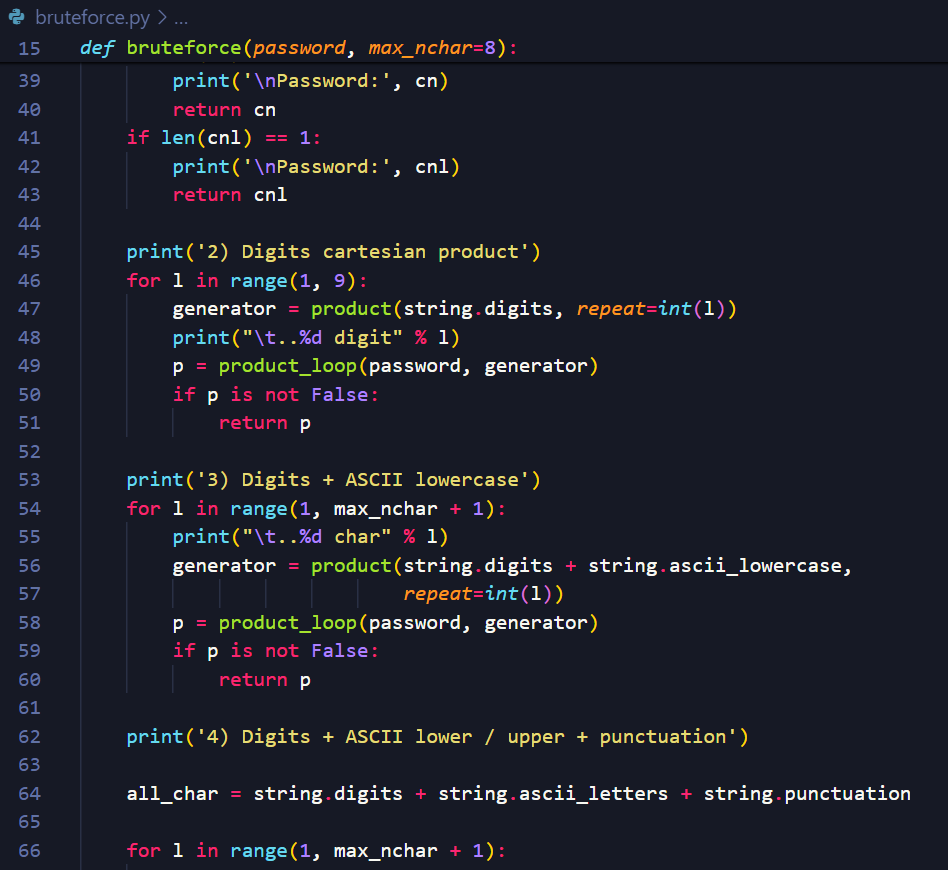 bruteforce.py > ...
15 def bruteforce(password, max_nchar=8):
39 print('\nPassword:', cn)
40 return cn
41 if len(cnl) == 1:
42 print('\nPassword:', cnl)
43 return cnl
44
45 print('2) Digits cartesian product')
46 for l in range(1, 9):
47 generator = product(string.digits, repeat=int(l))
48 print("\t..%d digit" % l)
49 p = product_loop(password, generator)
50 if p is not False:
51 return p
52
53 print('3) Digits + ASCII lowercase')
54 for l in range(1, max_nchar + 1):
55 print("\t..%d char" % l)
56 generator = product(string.digits + string.ascii_lowercase,
57 repeat=int(l))
58 p = product_loop(password, generator)
59 if p is not False:
60 return p
61
62 print('4) Digits + ASCII lower / upper + punctuation')
63
64 all_char = string.digits + string.ascii_letters + string.punctuation
65
66 for l in range(1, max_nchar + 1):